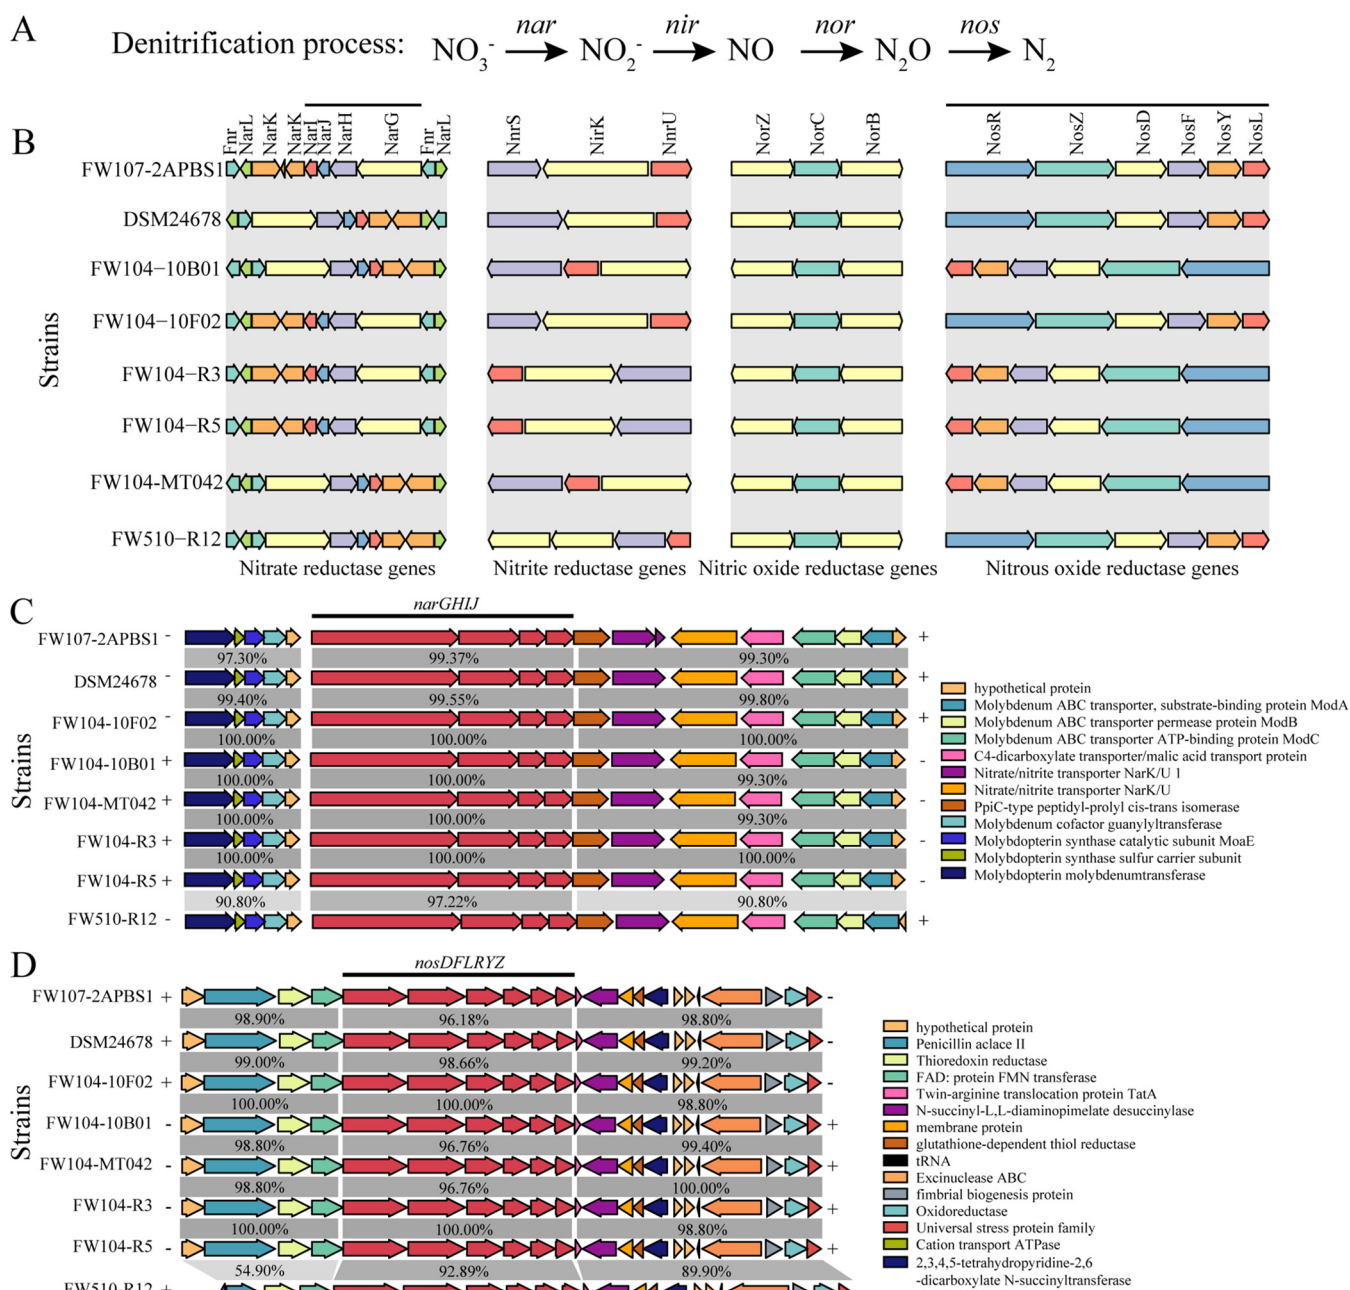 A
Denitrification process: NO3- nar NO2- nir NO nor N2O nos N2
B
Fnr NarL NarK NarK NarI NarJ NarH NarG Fnr NarL NnrS NirK NnrU NorZ NorC NorB NosR NosZ NosD NosF NosY NosL
Strains
FW107-2APBS1
DSM24678
FW104-10B01
FW104-10F02
FW104-R3
FW104-R5
FW104-MT042
FW510-R12
Nitrate reductase genes Nitrite reductase genes Nitric oxide reductase genes Nitrous oxide reductase genes
C
narGHIJ
Strains
FW107-2APBS1 - +
97.30% 99.37% 99.30%
DSM24678 - +
99.40% 99.55% 99.80%
FW104-10F02 - +
100.00% 100.00% 100.00%
FW104-10B01 + -
100.00% 100.00% 99.30%
FW104-MT042 + -
100.00% 100.00% 99.30%
FW104-R3 + -
100.00% 100.00% 100.00%
FW104-R5 + -
90.80% 97.22% 90.80%
FW510-R12 - +
hypothetical protein
Molybdenum ABC transporter, substrate-binding protein ModA
Molybdenum ABC transporter permease protein ModB
Molybdenum ABC transporter ATP-binding protein ModC
C4-dicarboxylate transporter/malic acid transport protein
Nitrate/nitrite transporter NarK/U 1
Nitrate/nitrite transporter NarK/U
PpiC-type peptidyl-prolyl cis-trans isomerase
Molybdenum cofactor guanylyltransferase
Molybdopterin synthase catalytic subunit MoaE
Molybdopterin synthase sulfur carrier subunit
Molybdopterin molybdenumtransferase
D
nosDFLRYZ
Strains
FW107-2APBS1 + -
98.90% 96.18% 98.80%
DSM24678 + -
99.00% 98.66% 99.20%
FW104-10F02 + -
100.00% 100.00% 98.80%
FW104-10B01 - +
98.80% 96.76% 99.40%
FW104-MT042 - +
98.80% 96.76% 100.00%
FW104-R3 - +
100.00% 100.00% 98.80%
FW104-R5 - +
54.90% 92.89% 89.90%
FW510-R12 +
hypothetical protein
Penicillin aclace II
Thioredoxin reductase
FAD: protein FMN transferase
Twin-arginine translocation protein TatA
N-succinyl-L,L-diaminopimelate desuccinylase
membrane protein
glutathione-dependent thiol reductase
tRNA
Excinuclease ABC
fimbrial biogenesis protein
Oxidoreductase
Universal stress protein family
Cation transport ATPase
2,3,4,5-tetrahydropyridine-2,6
-dicarboxylate N-succinyltransferase